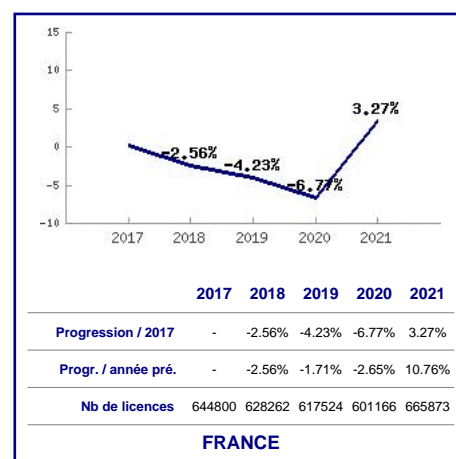 15
10
5
0
-5
-10
-2.56%
-4.23%
-6.77%
3.27%
2017 2018 2019 2020 2021
2017 2018 2019 2020 2021
Progression / 2017 - -2.56% -4.23% -6.77% 3.27%
Progr. / année pré. - -2.56% -1.71% -2.65% 10.76%
Nb de licences 644800 628262 617524 601166 665873
FRANCE